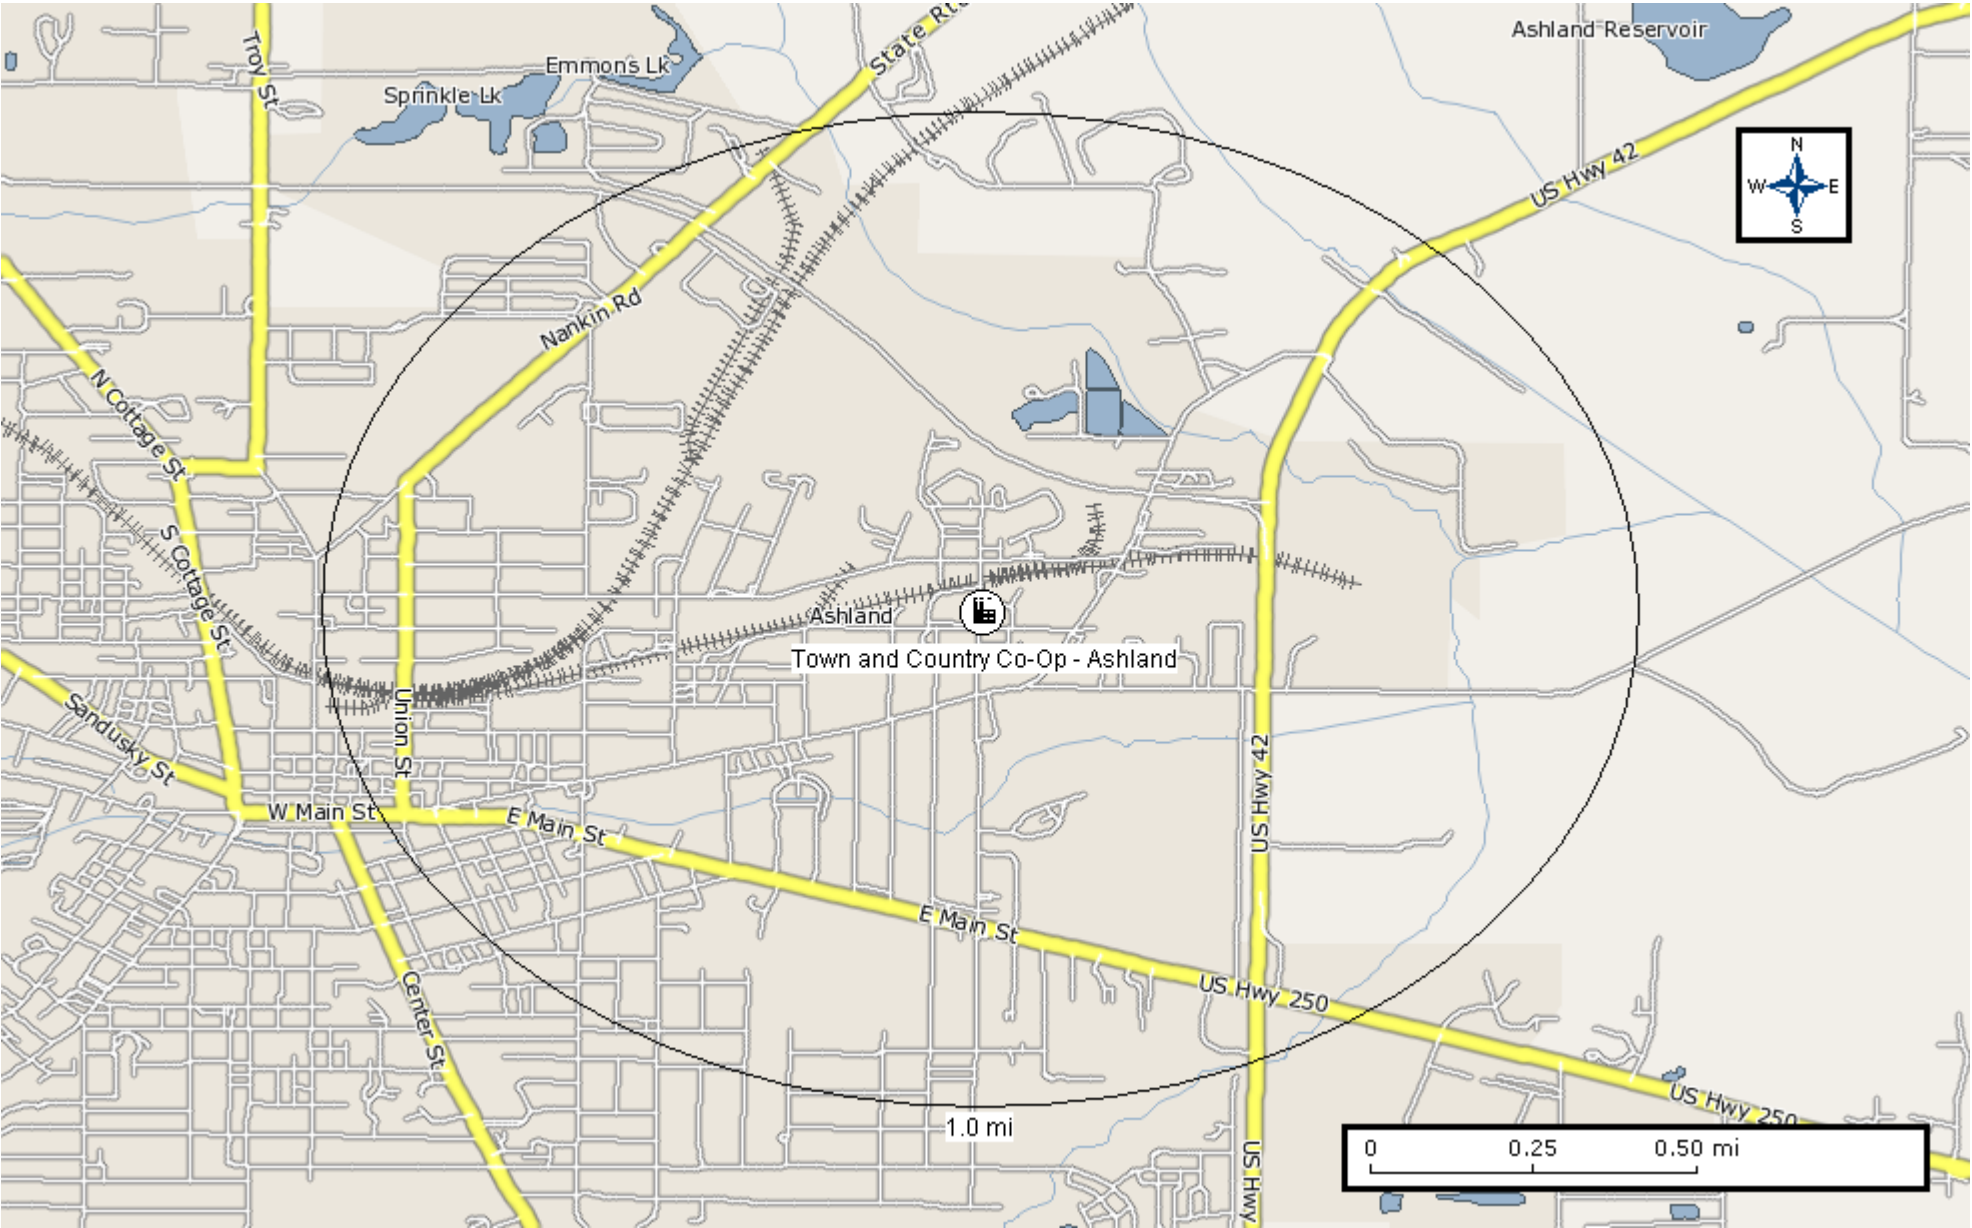 Ashland Reservoir
State Rte
Troy St
Emmons Lk
Sprinkle Lk
US Hwy 42
N
W E
S
Nankin Rd
N Cottage St
S Cottage St
Ashland
Town and Country Co-Op - Ashland
Union St
Sandusky St
US Hwy 42
W Main St
E Main St
E Main St
US Hwy 250
Center St
US Hwy 250
1.0 mi
0 0.25 0.50 mi
US Hwy